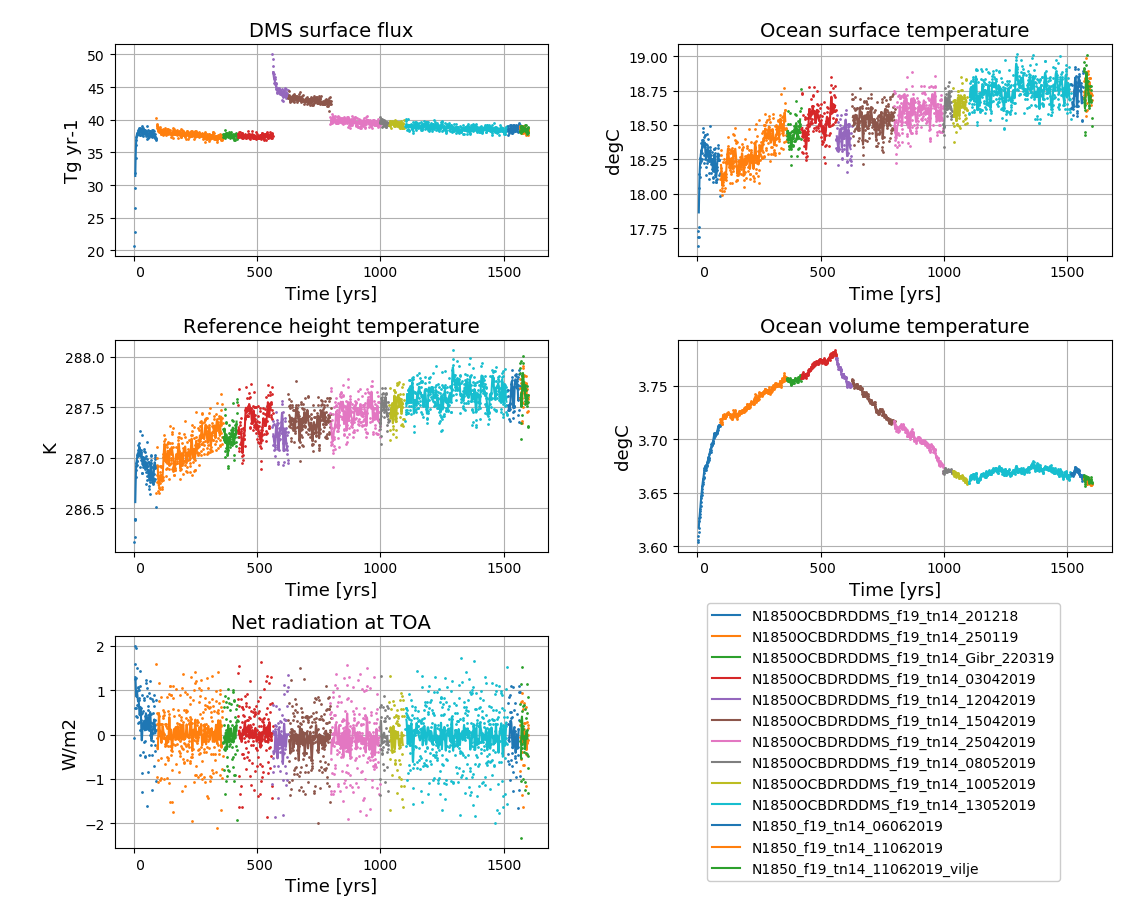 DMS surface flux
50
45
40
35
30
25
20
Tg yr-1
0
500
1000
1500
Time [yrs]
Ocean surface temperature
19.00
18.75
18.50
18.25
18.00
17.75
degC
0
500
1000
1500
Time [yrs]
Reference height temperature
288.0
287.5
287.0
286.5
K
0
500
1000
1500
Time [yrs]
Ocean volume temperature
3.75
3.70
3.65
3.60
degC
0
500
1000
1500
Time [yrs]
Net radiation at TOA
2
1
0
−1
−2
W/m2
0
500
1000
1500
Time [yrs]
N1850OCBDRDDMS_f19_tn14_201218
N1850OCBDRDDMS_f19_tn14_250119
N1850OCBDRDDMS_f19_tn14_Gibr_220319
N1850OCBDRDDMS_f19_tn14_03042019
N1850OCBDRDDMS_f19_tn14_12042019
N1850OCBDRDDMS_f19_tn14_15042019
N1850OCBDRDDMS_f19_tn14_25042019
N1850OCBDRDDMS_f19_tn14_08052019
N1850OCBDRDDMS_f19_tn14_10052019
N1850OCBDRDDMS_f19_tn14_13052019
N1850_f19_tn14_06062019
N1850_f19_tn14_11062019
N1850_f19_tn14_11062019_vilje